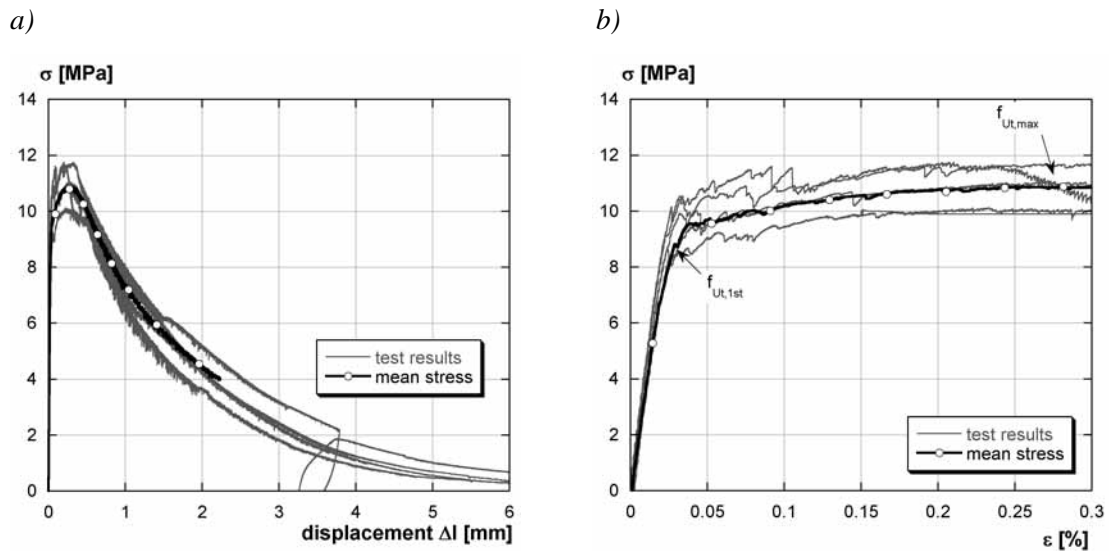 a)
b)
σ [MPa]
14
12
10
8
6
4
2
0
0 1 2 3 4 5 6
displacement Δl [mm]
test results
mean stress
σ [MPa]
14
12
10
8
6
4
2
0
0 0.05 0.1 0.15 0.2 0.25 0.3
ε [%]
f_Ut,max
f_Ut,1st
test results
mean stress